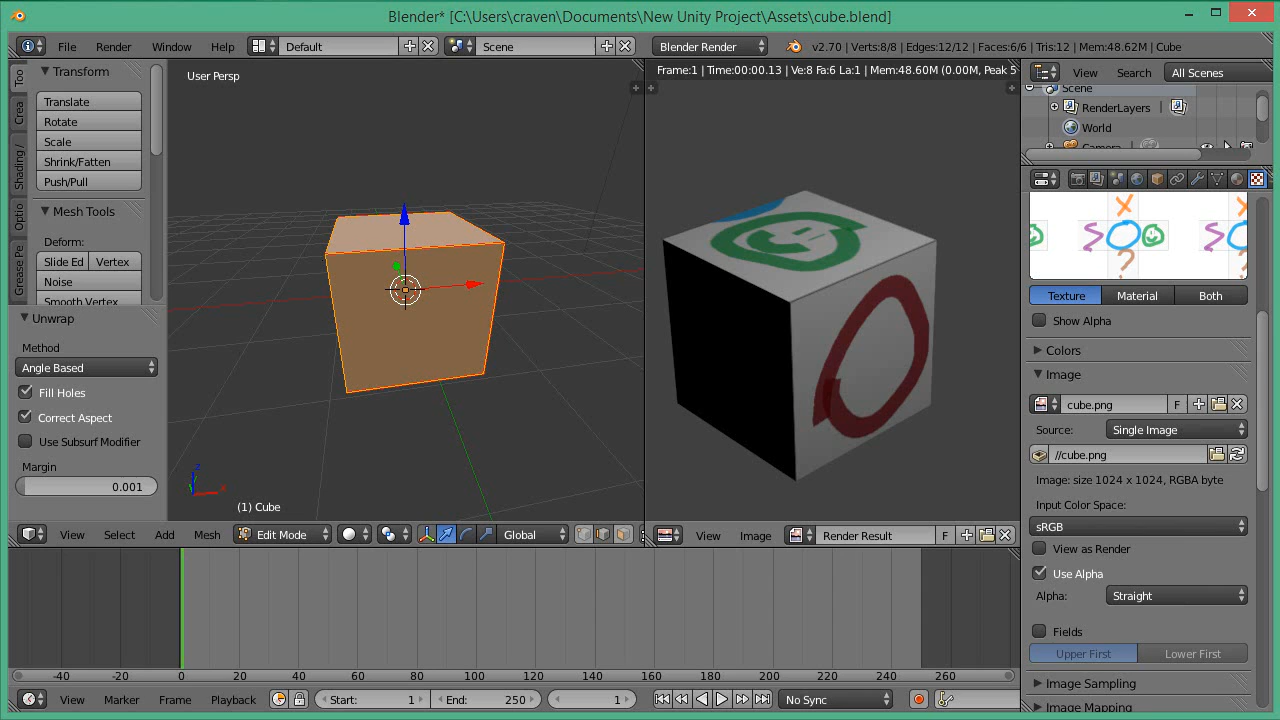 Blender* [C:\Users\craven\Documents\New Unity Project\Assets\cube.blend]
File Render Window Help Default Scene Blender Render v2.70 | Verts:8/8 | Edges:12/12 | Faces:6/6 | Tris:12 | Mem:48.62M | Cube
Too
Crea
Shading /
Optio
Grease Pe
Transform
Translate
Rotate
Scale
Shrink/Fatten
Push/Pull
Mesh Tools
Deform:
Slide Ed Vertex
Noise
Smooth Vertex
Unwrap
Method
Angle Based
Fill Holes
Correct Aspect
Use Subsurf Modifier
Margin
0.001
User Persp
z
x
(1) Cube
View Select Add Mesh Edit Mode Global
Frame:1 | Time:00:00.13 | Ve:8 Fa:6 La:1 | Mem:48.60M (0.00M, Peak 5
View Image Render Result F
View Search All Scenes
Scene
RenderLayers
World
Camera
X
S
S
?
Texture Material Both
Show Alpha
Colors
Image
cube.png F
Source: Single Image
//cube.png
Image: size 1024 x 1024, RGBA byte
Input Color Space:
sRGB
View as Render
Use Alpha
Alpha: Straight
Fields
Upper First Lower First
Image Sampling
Image Mapping
-40 -20 0 20 40 60 80 100 120 140 160 180 200 220 240 260
View Marker Frame Playback Start: 1 End: 250 1 No Sync